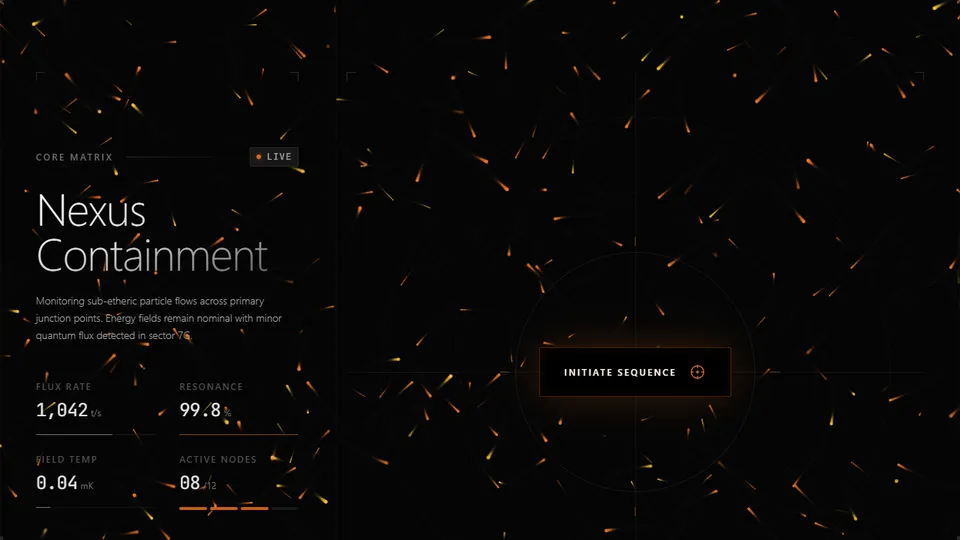 CORE MATRIX
LIVE
Nexus
Containment
Monitoring sub-etheric particle flows across primary
junction points. Energy fields remain nominal with minor
quantum flux detected in sector 7G.
FLUX RATE
1,042 t/s
RESONANCE
99.8 %
FIELD TEMP
0.04 mK
ACTIVE NODES
08 /12
INITIATE SEQUENCE